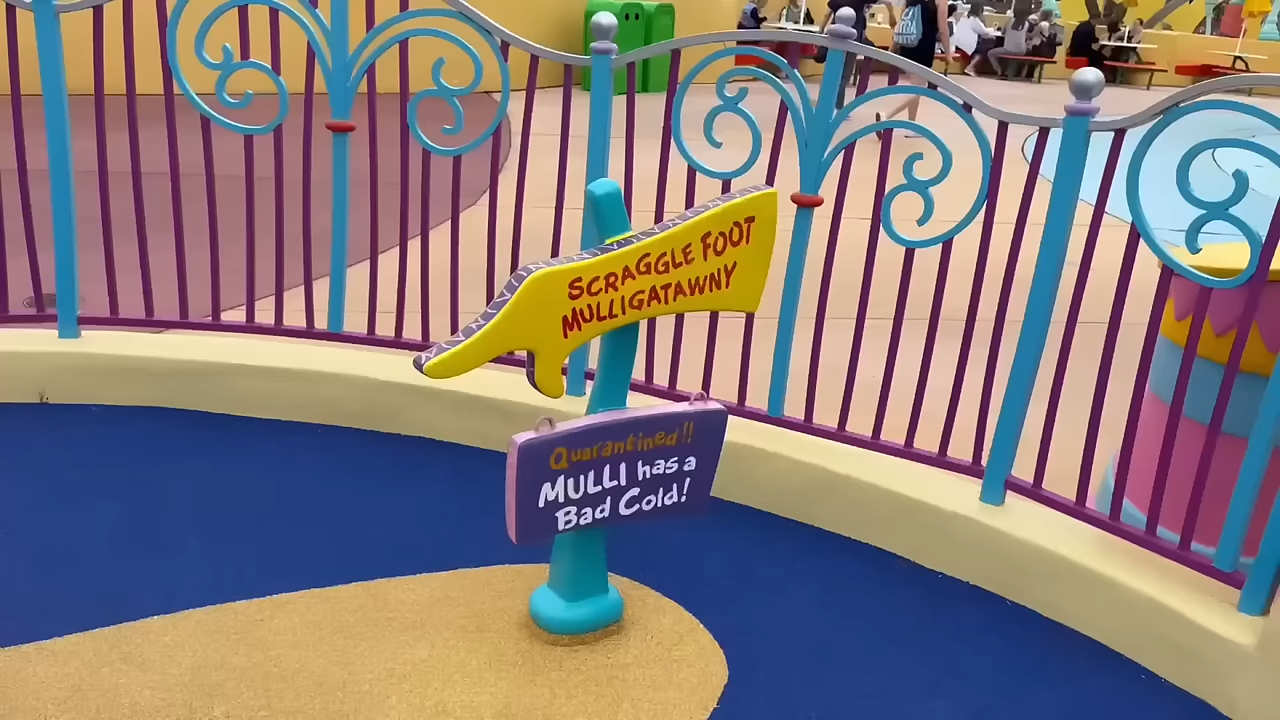 SCRAGGLE FOOT
MULLIGATAWNY
Quarantined!!
MULLI has a
Bad Cold!